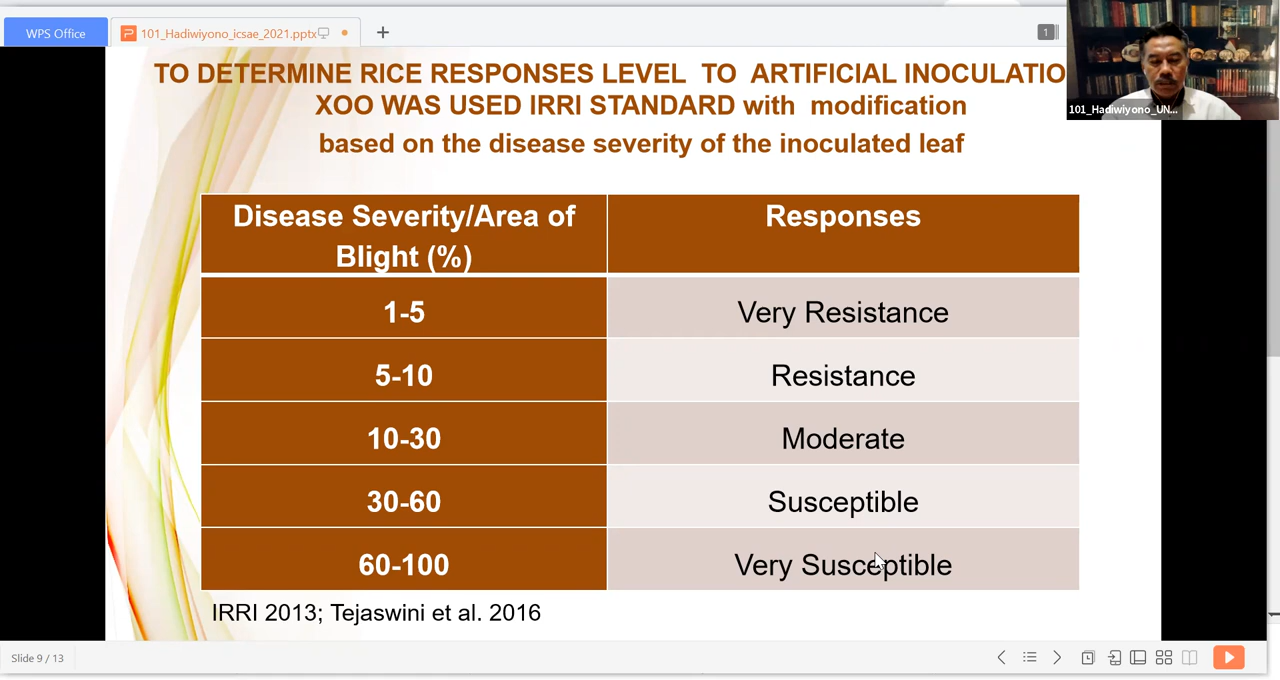 WPS Office
101_Hadiwiyono_icsae_2021.pptx
1
101_Hadiwiyono_UN...
TO DETERMINE RICE RESPONSES LEVEL TO ARTIFICIAL INOCULATIO
XOO WAS USED IRRI STANDARD with modification
based on the disease severity of the inoculated leaf
Disease Severity/Area of
Blight (%)
Responses
1-5
Very Resistance
5-10
Resistance
10-30
Moderate
30-60
Susceptible
60-100
Very Susceptible
IRRI 2013; Tejaswini et al. 2016
Slide 9 / 13